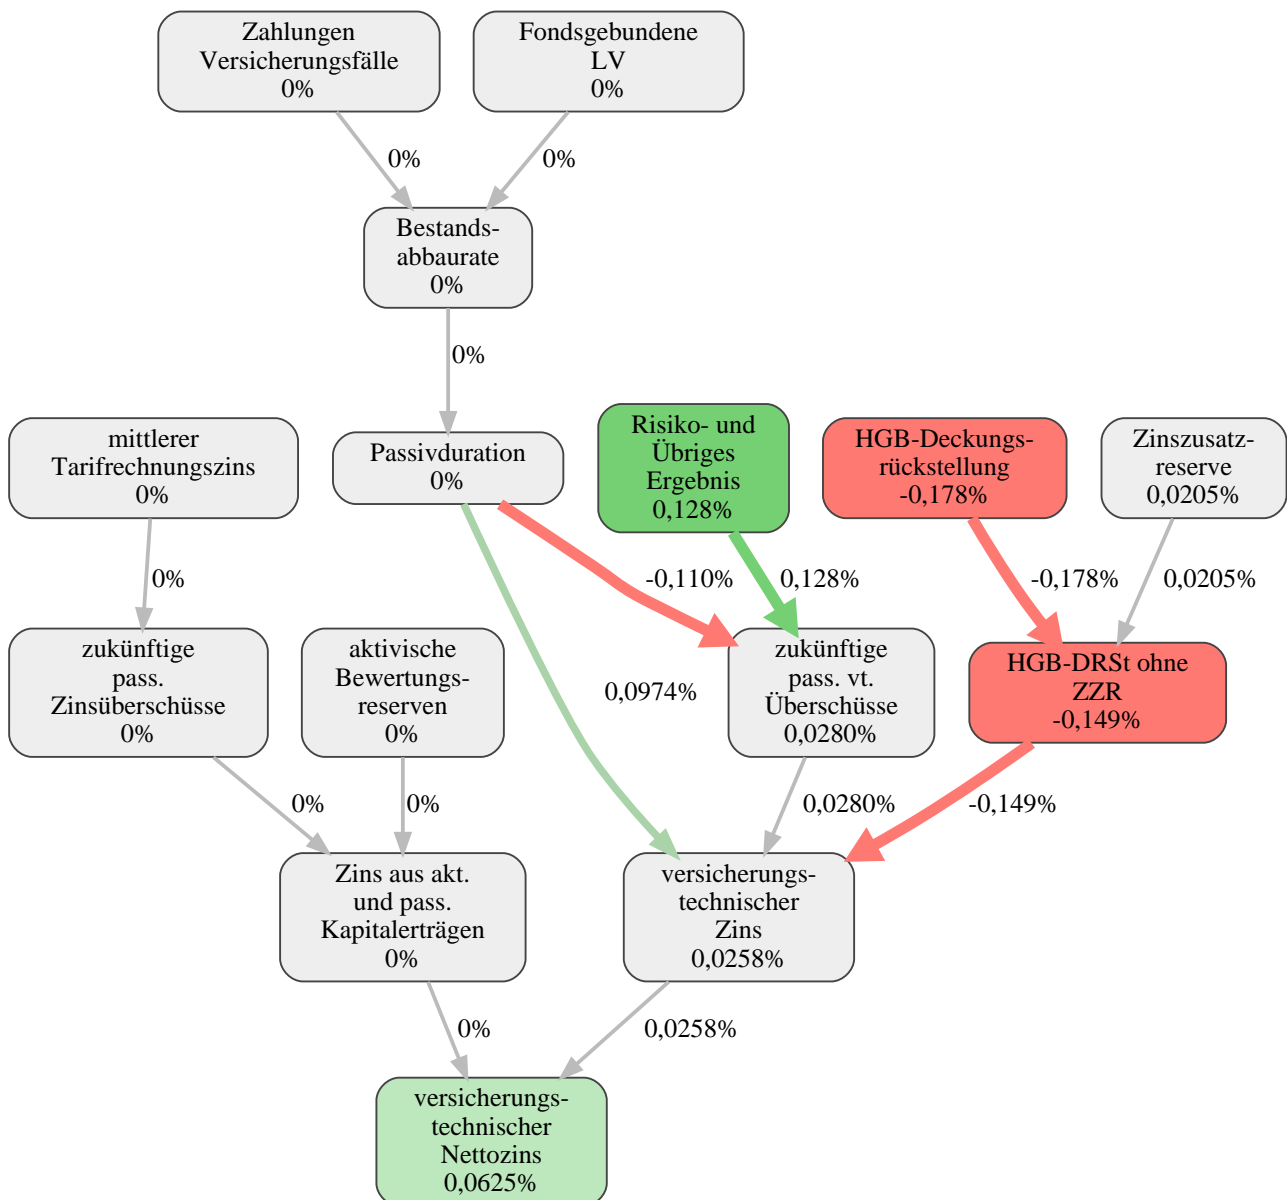 Zahlungen
Versicherungsfälle
0%
Fondsgebundene
LV
0%
0%
0%
Bestands-
abbaurate
0%
0%
mittlerer
Tarifrechnungszins
0%
Passivduration
0%
Risiko- und
Übriges
Ergebnis
0,128%
HGB-Deckungs-
rückstellung
-0,178%
Zinszusatz-
reserve
0,0205%
0%
-0,110%
0,128%
-0,178%
0,0205%
zukünftige
pass.
Zinsüberschüsse
0%
aktivische
Bewertungs-
reserven
0%
0,0974%
zukünftige
pass. vt.
Überschüsse
0,0280%
HGB-DRSt ohne
ZZR
-0,149%
0%
0%
0,0280%
-0,149%
Zins aus akt.
und pass.
Kapitalerträgen
0%
versicherungs-
technischer
Zins
0,0258%
0%
0,0258%
versicherungs-
technischer
Nettozins
0,0625%